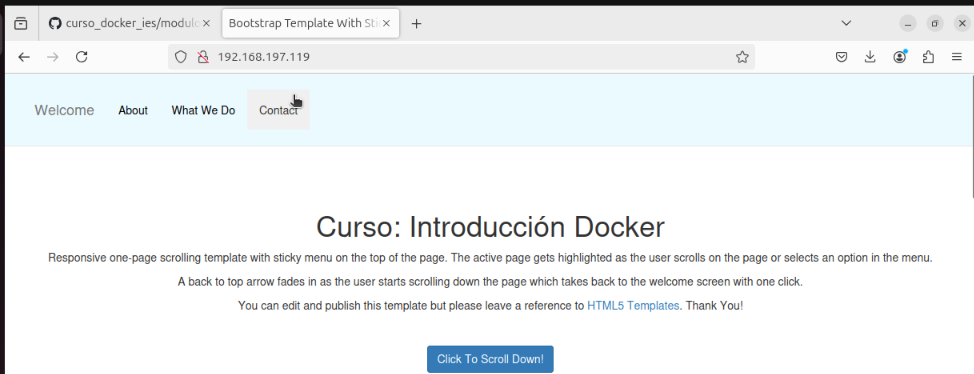 curso_docker_ies/modulo
Bootstrap Template With Sti
192.168.197.119
Welcome About What We Do Contact
Curso: Introducción Docker
Responsive one-page scrolling template with sticky menu on the top of the page. The active page gets highlighted as the user scrolls on the page or selects an option in the menu.
A back to top arrow fades in as the user starts scrolling down the page which takes back to the welcome screen with one click.
You can edit and publish this template but please leave a reference to HTML5 Templates. Thank You!
Click To Scroll Down!